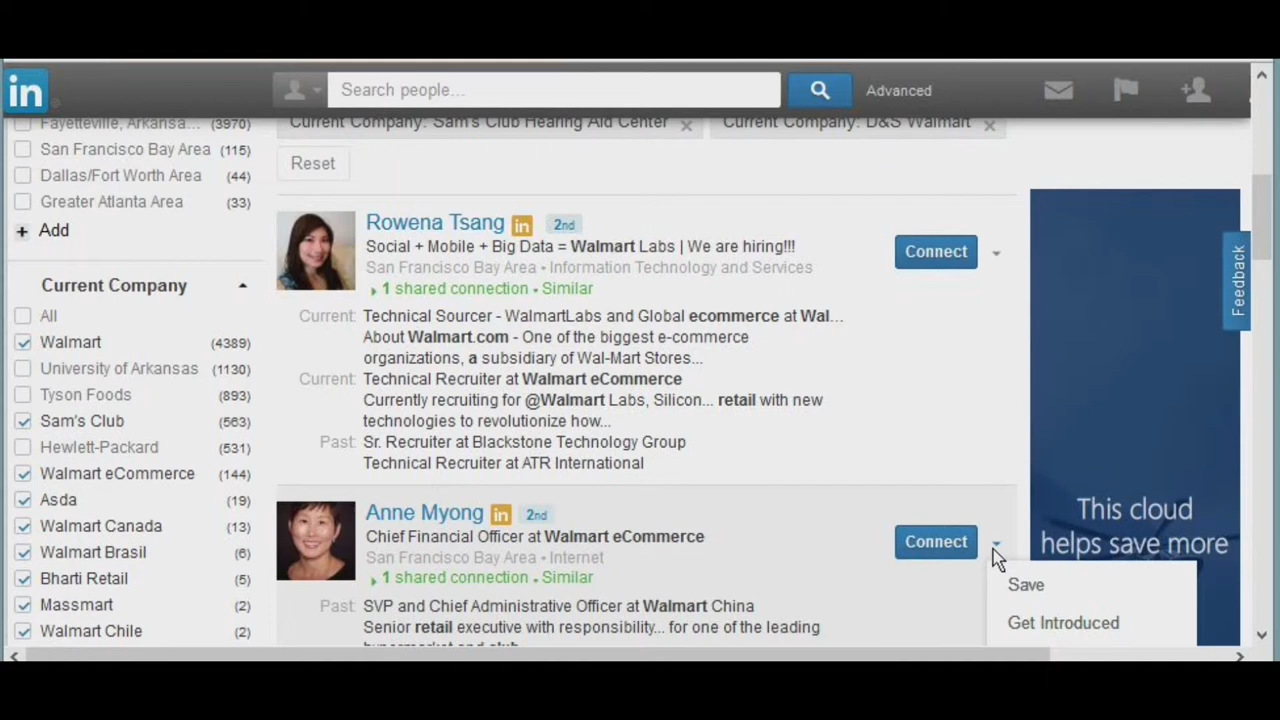 in
Search people...
Advanced
Fayetteville, Arkansa... (3970)
San Francisco Bay Area (115)
Dallas/Fort Worth Area (44)
Greater Atlanta Area (33)
+ Add
Current Company
All
Walmart (4389)
University of Arkansas (1130)
Tyson Foods (893)
Sam's Club (563)
Hewlett-Packard (531)
Walmart eCommerce (144)
Asda (19)
Walmart Canada (13)
Walmart Brasil (6)
Bharti Retail (5)
Massmart (2)
Walmart Chile (2)
Current Company: Sam's Club Hearing Aid Center × Current Company: D&S Walmart ×
Reset
Rowena Tsang in 2nd
Social + Mobile + Big Data = Walmart Labs | We are hiring!!!
San Francisco Bay Area • Information Technology and Services
1 shared connection • Similar
Connect
Current: Technical Sourcer - WalmartLabs and Global ecommerce at Wal...
About Walmart.com - One of the biggest e-commerce
organizations, a subsidiary of Wal-Mart Stores...
Current: Technical Recruiter at Walmart eCommerce
Currently recruiting for @Walmart Labs, Silicon... retail with new
technologies to revolutionize how...
Past: Sr. Recruiter at Blackstone Technology Group
Technical Recruiter at ATR International
Anne Myong in 2nd
Chief Financial Officer at Walmart eCommerce
San Francisco Bay Area • Internet
1 shared connection • Similar
Connect
Save
Get Introduced
Past: SVP and Chief Administrative Officer at Walmart China
Senior retail executive with responsibility... for one of the leading
hypermarket and club...
Feedback
This cloud
helps save more